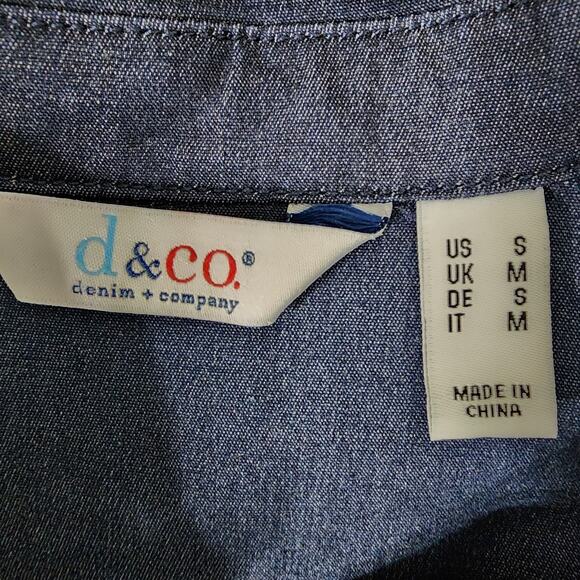 d&co.®
denim + company
US S
UK M
DE S
IT M
MADE IN
CHINA